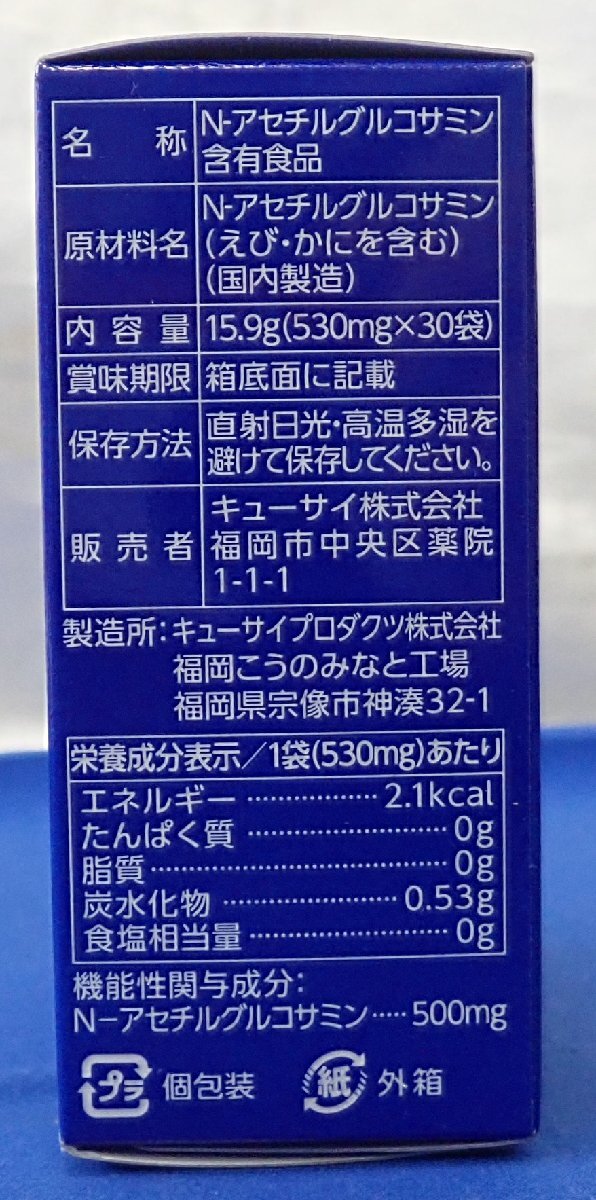 名称 N-アセチルグルコサミン
含有食品
原材料名 N-アセチルグルコサミン
(えび・かにを含む)
(国内製造)
内容量 15.9g(530mg×30袋)
賞味期限 箱底面に記載
保存方法 直射日光・高温多湿を
避けて保存してください。
販売者 キューサイ株式会社
福岡市中央区薬院
1-1-1
製造所:キューサイプロダクツ株式会社
福岡こうのみなと工場
福岡県宗像市神湊32-1
栄養成分表示/1袋(530mg)あたり
エネルギー……………2.1kcal
たんぱく質……………………0g
脂質………………………………0g
炭水化物…………………0.53g
食塩相当量……………………0g
機能性関与成分:
N−アセチルグルコサミン……500mg
プラ 個包装 紙 外箱